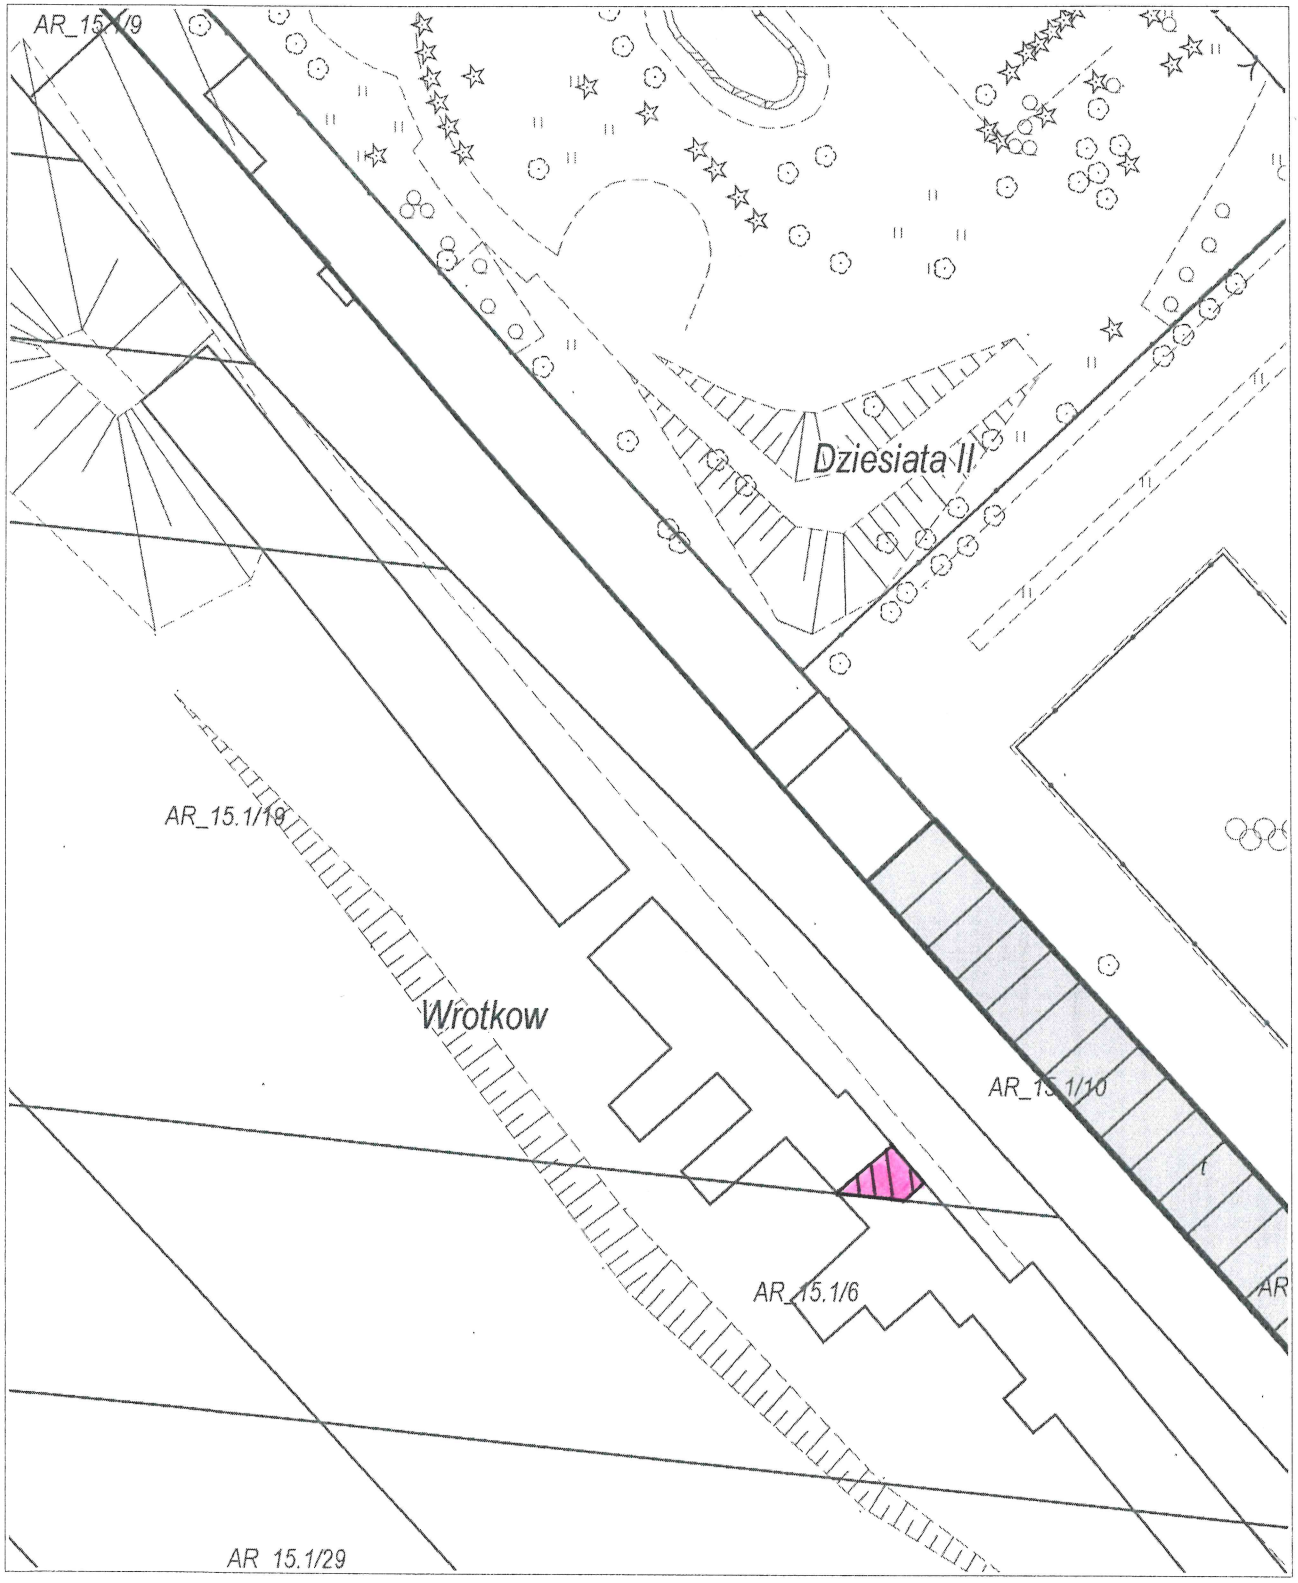 AR_15.1/9
Dziesiata II
AR_15.1/19
Wrotkow
AR_15.1/10
t
AR_15.1/6
AR
AR 15.1/29